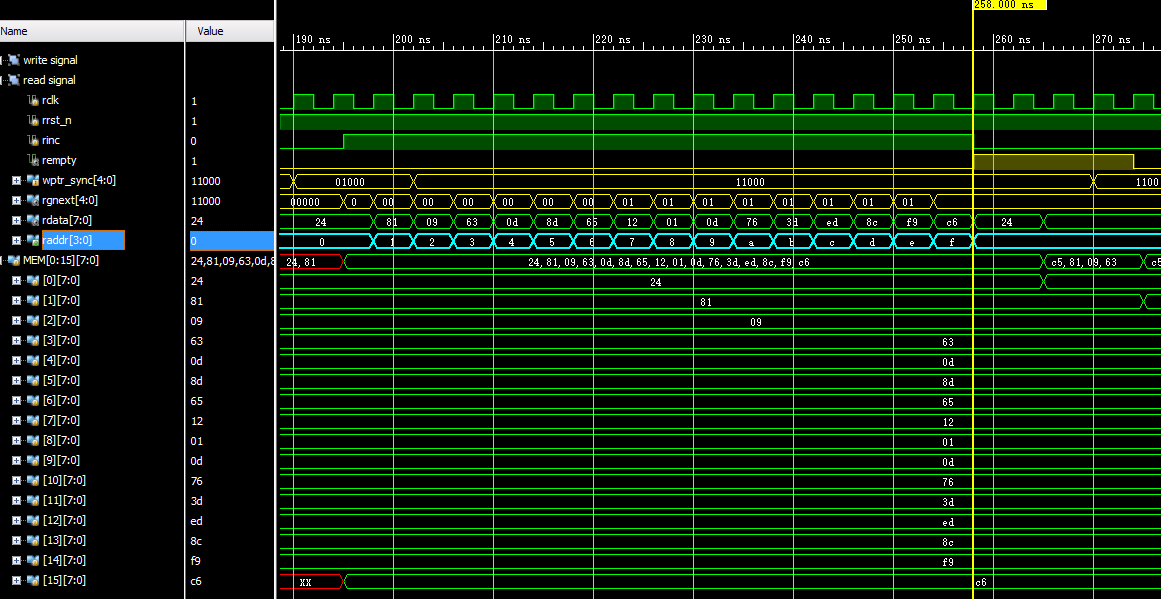 258.000 ns
Name Value
190 ns 200 ns 210 ns 220 ns 230 ns 240 ns 250 ns 260 ns 270 ns
write signal
read signal
rclk 1
rrst_n 1
rinc 0
rempty 1
wptr_sync[4:0] 11000 01000 11000 1100
rgnext[4:0] 11000 00000 0 00 00 00 00 00 00 01 01 01 01 01 01 01 01
rdata[7:0] 24 24 81 09 63 0d 8d 65 12 01 0d 76 3d ed 8c f9 c6 24
raddr[3:0] 0 0 1 2 3 4 5 6 7 8 9 a b c d e f
MEM[0:15][7:0] 24,81,09,63,0d,8 24,81 24,81,09,63,0d,8d,65,12,01,0d,76,3d,ed,8c,f9,c6 c5,81,09,63 c5
[0][7:0] 24 24
[1][7:0] 81 81
[2][7:0] 09 09
[3][7:0] 63 63
[4][7:0] 0d 0d
[5][7:0] 8d 8d
[6][7:0] 65 65
[7][7:0] 12 12
[8][7:0] 01 01
[9][7:0] 0d 0d
[10][7:0] 76 76
[11][7:0] 3d 3d
[12][7:0] ed ed
[13][7:0] 8c 8c
[14][7:0] f9 f9
[15][7:0] c6 XX c6